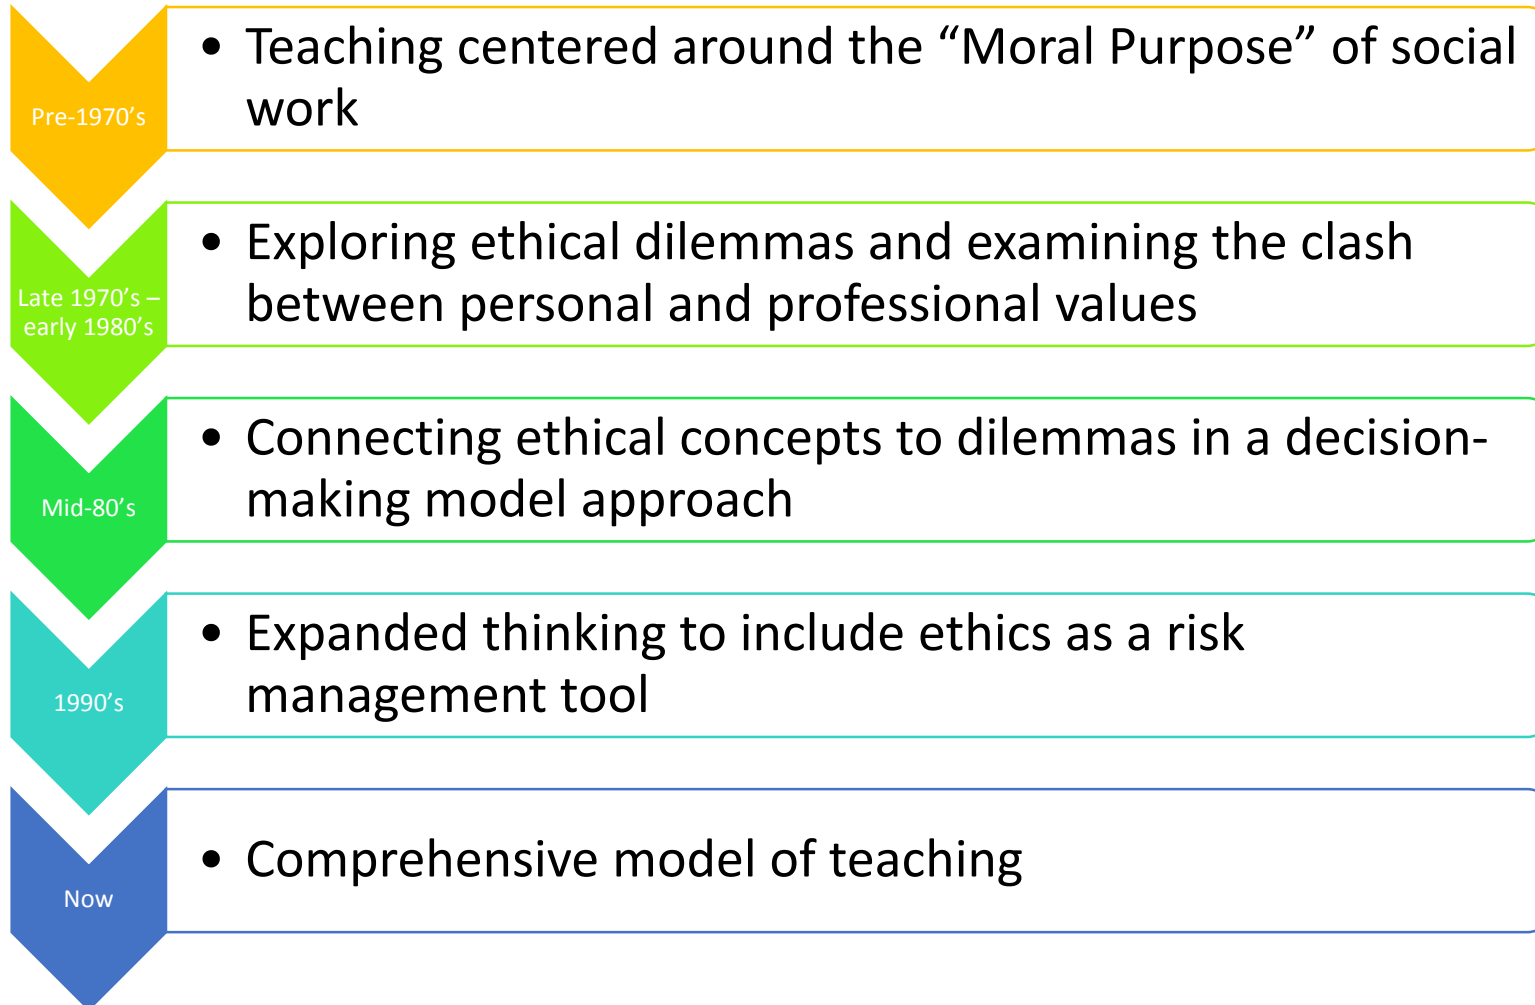 Pre-1970’s
• Teaching centered around the “Moral Purpose” of social
work
Late 1970’s –
early 1980’s
• Exploring ethical dilemmas and examining the clash
between personal and professional values
Mid-80’s
• Connecting ethical concepts to dilemmas in a decision-
making model approach
1990’s
• Expanded thinking to include ethics as a risk
management tool
Now
• Comprehensive model of teaching